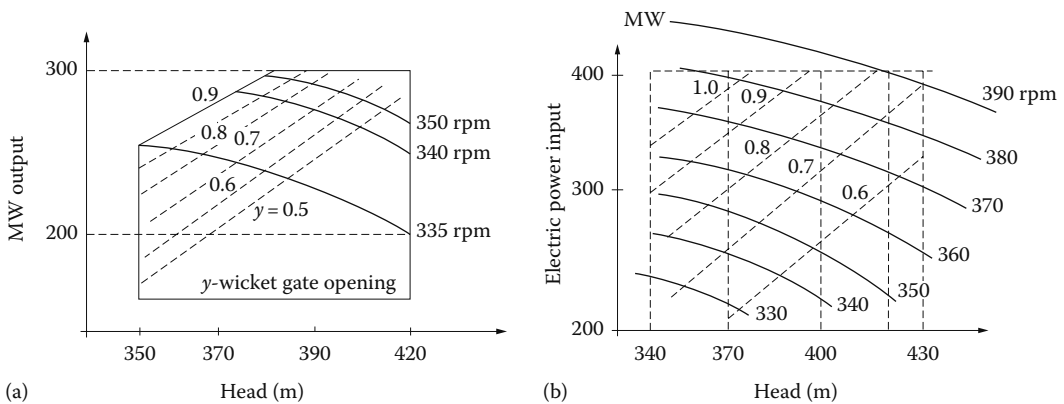 300
200
MW output
0.9
0.8
0.7
0.6
y = 0.5
350 rpm
340 rpm
335 rpm
y-wicket gate opening
350
370
390
420
(a)
Head (m)
MW
400
300
200
Electric power input
1.0
0.9
0.8
0.7
0.6
390 rpm
380
370
360
350
340
330
340
370
400
430
(b)
Head (m)